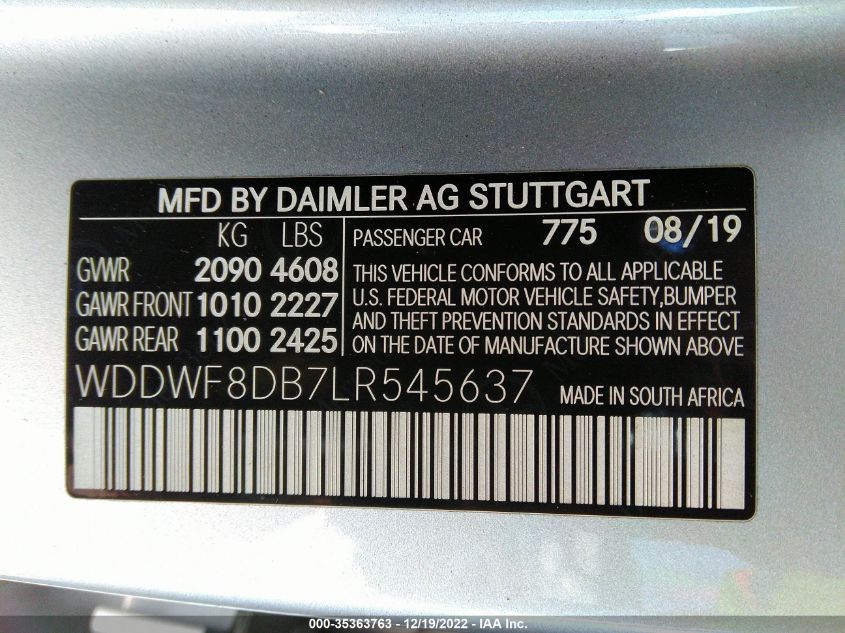 MFD BY DAIMLER AG STUTTGART
KG LBS
GVWR 2090 4608
GAWR FRONT 1010 2227
GAWR REAR 1100 2425
PASSENGER CAR 775 08/19
THIS VEHICLE CONFORMS TO ALL APPLICABLE
U.S. FEDERAL MOTOR VEHICLE SAFETY,BUMPER
AND THEFT PREVENTION STANDARDS IN EFFECT
ON THE DATE OF MANUFACTURE SHOWN ABOVE
WDDWF8DB7LR545637 MADE IN SOUTH AFRICA
000-35363763 - 12/19/2022 - IAA Inc.